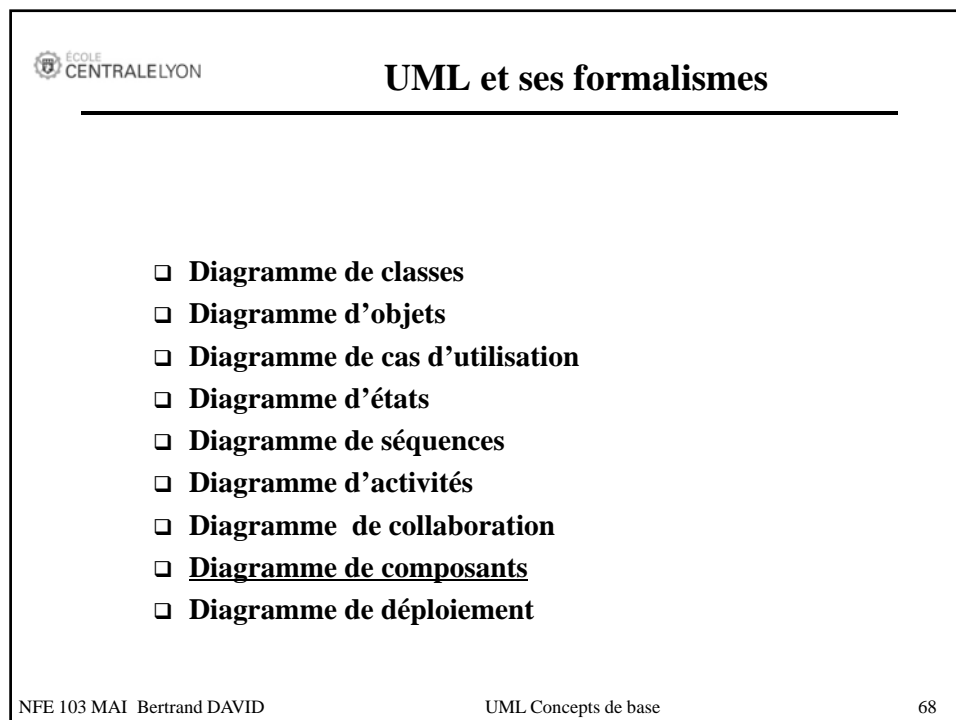 ÉCOLE
CENTRALELYON
UML et ses formalismes
❑ Diagramme de classes
❑ Diagramme d’objets
❑ Diagramme de cas d’utilisation
❑ Diagramme d’états
❑ Diagramme de séquences
❑ Diagramme d’activités
❑ Diagramme de collaboration
❑ Diagramme de composants
❑ Diagramme de déploiement
NFE 103 MAI Bertrand DAVID UML Concepts de base 68